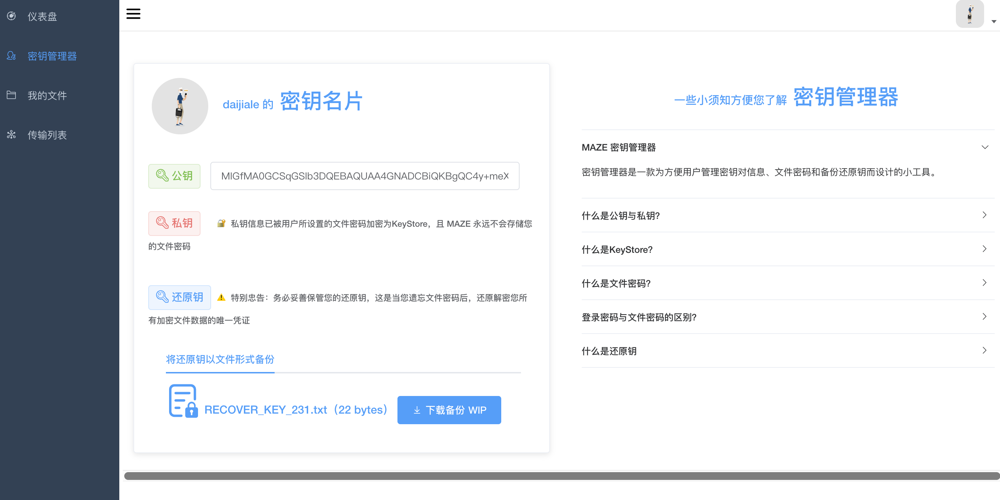 仪表盘
密钥管理器
我的文件
传输列表
daijiale 的 密钥名片
公钥 MIGfMA0GCSqGSIb3DQEBAQUAA4GNADCBiQKBgQC4y+meX
私钥 🔐 私钥信息已被用户所设置的文件密码加密为KeyStore，且 MAZE 永远不会存储您
的文件密码
还原钥 ⚠️ 特别忠告：务必妥善保管您的还原钥，这是当您遗忘文件密码后，还原解密您所
有加密文件数据的唯一凭证
将还原钥以文件形式备份
RECOVER_KEY_231.txt（22 bytes） 下载备份 WIP
一些小须知方便您了解 密钥管理器
MAZE 密钥管理器
密钥管理器是一款为方便用户管理密钥对信息、文件密码和备份还原钥而设计的小工具。
什么是公钥与私钥?
什么是KeyStore?
什么是文件密码?
登录密码与文件密码的区别?
什么是还原钥